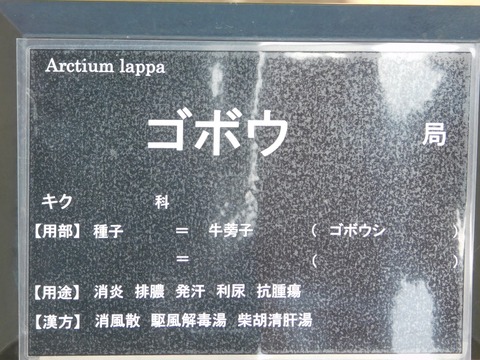 Arctium lappa
ゴボウ 局
キク 科
【用部】 種子 = 牛蒡子 ( ゴボウシ )
= ( )
【用途】 消炎 排膿 発汗 利尿 抗腫瘍
【漢方】 消風散 駆風解毒湯 柴胡清肝湯